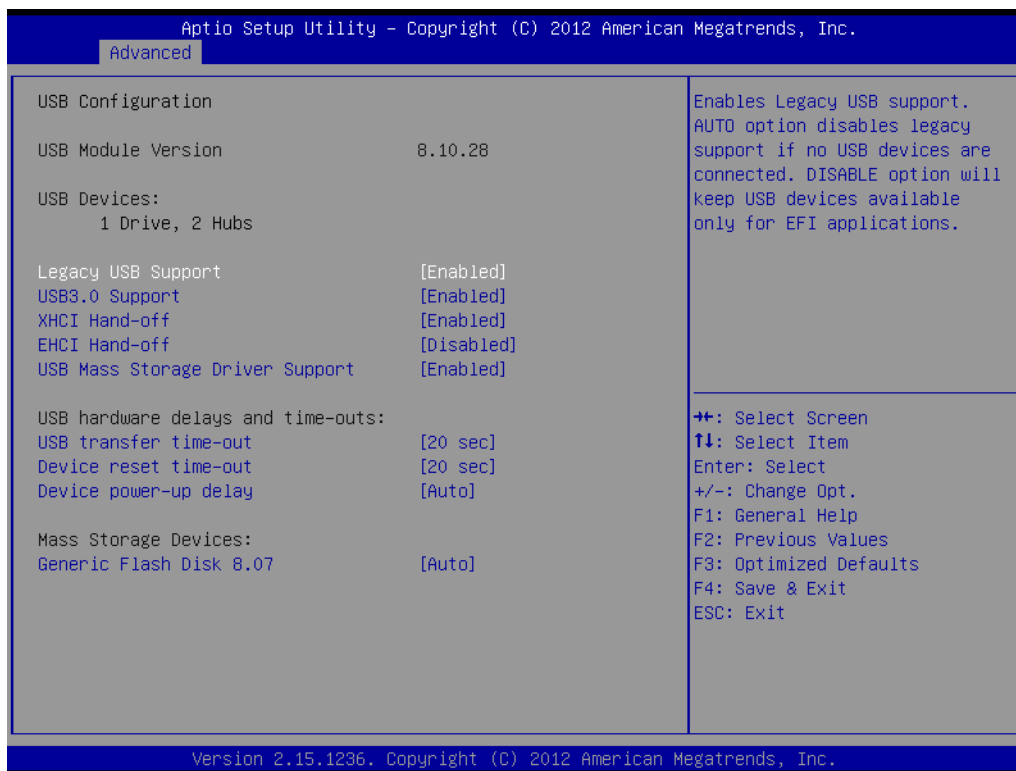 Aptio Setup Utility – Copyright (C) 2012 American Megatrends, Inc.
Advanced
USB Configuration
USB Module Version 8.10.28
USB Devices:
1 Drive, 2 Hubs
Legacy USB Support [Enabled]
USB3.0 Support [Enabled]
XHCI Hand-off [Enabled]
EHCI Hand-off [Disabled]
USB Mass Storage Driver Support [Enabled]
USB hardware delays and time-outs:
USB transfer time-out [20 sec]
Device reset time-out [20 sec]
Device power-up delay [Auto]
Mass Storage Devices:
Generic Flash Disk 8.07 [Auto]
Enables Legacy USB support.
AUTO option disables legacy
support if no USB devices are
connected. DISABLE option will
keep USB devices available
only for EFI applications.
→←: Select Screen
↑↓: Select Item
Enter: Select
+/-: Change Opt.
F1: General Help
F2: Previous Values
F3: Optimized Defaults
F4: Save & Exit
ESC: Exit
Version 2.15.1236. Copyright (C) 2012 American Megatrends, Inc.